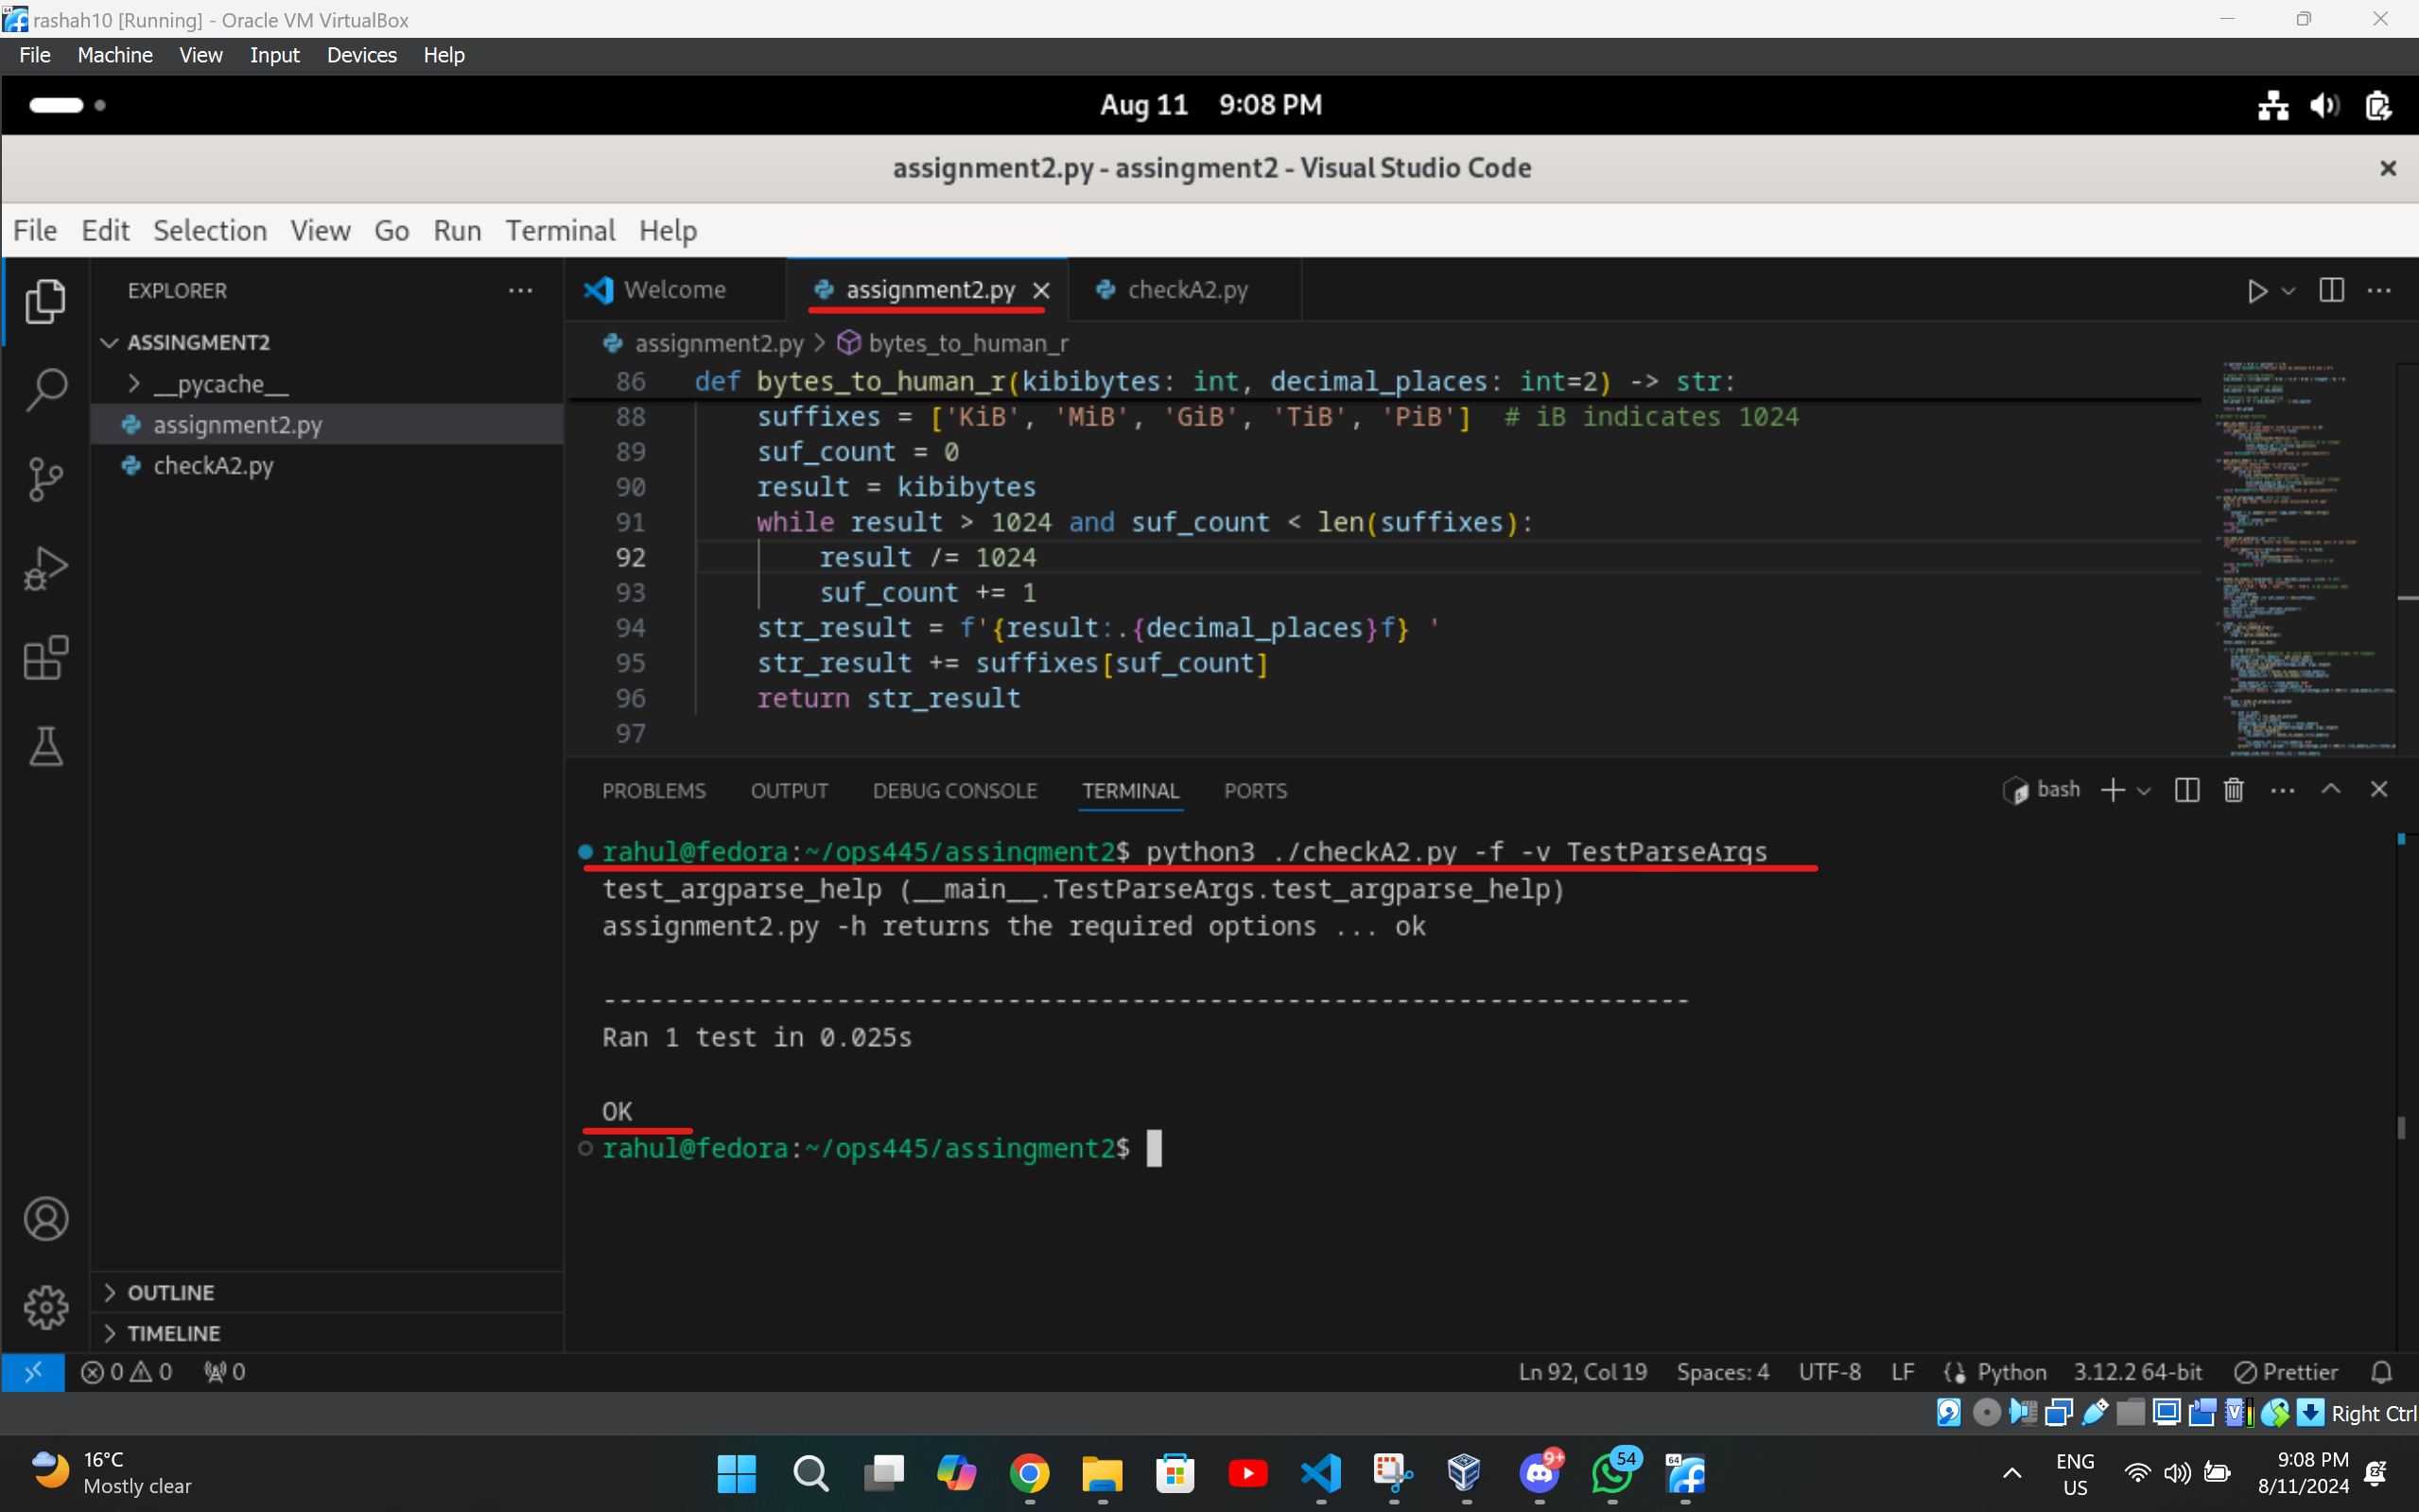 rashah10 [Running] - Oracle VM VirtualBox
File Machine View Input Devices Help
Aug 11 9:08 PM
assignment2.py - assingment2 - Visual Studio Code
File Edit Selection View Go Run Terminal Help
EXPLORER
ASSINGMENT2
__pycache__
assignment2.py
checkA2.py
OUTLINE
TIMELINE
Welcome assignment2.py checkA2.py
assignment2.py > bytes_to_human_r
86 def bytes_to_human_r(kibibytes: int, decimal_places: int=2) -> str:
88 suffixes = ['KiB', 'MiB', 'GiB', 'TiB', 'PiB'] # iB indicates 1024
89 suf_count = 0
90 result = kibibytes
91 while result > 1024 and suf_count < len(suffixes):
92 result /= 1024
93 suf_count += 1
94 str_result = f'{result:.{decimal_places}f} '
95 str_result += suffixes[suf_count]
96 return str_result
97
PROBLEMS OUTPUT DEBUG CONSOLE TERMINAL PORTS
bash
rahul@fedora:~/ops445/assingment2$ python3 ./checkA2.py -f -v TestParseArgs
test_argparse_help (__main__.TestParseArgs.test_argparse_help)
assignment2.py -h returns the required options ... ok
----------------------------------------------------------------------
Ran 1 test in 0.025s
OK
rahul@fedora:~/ops445/assingment2$
0 0 0
Ln 92, Col 19 Spaces: 4 UTF-8 LF Python 3.12.2 64-bit Prettier
Right Ctrl
16°C
Mostly clear
9+
54
64
ENG
US
9:08 PM
8/11/2024